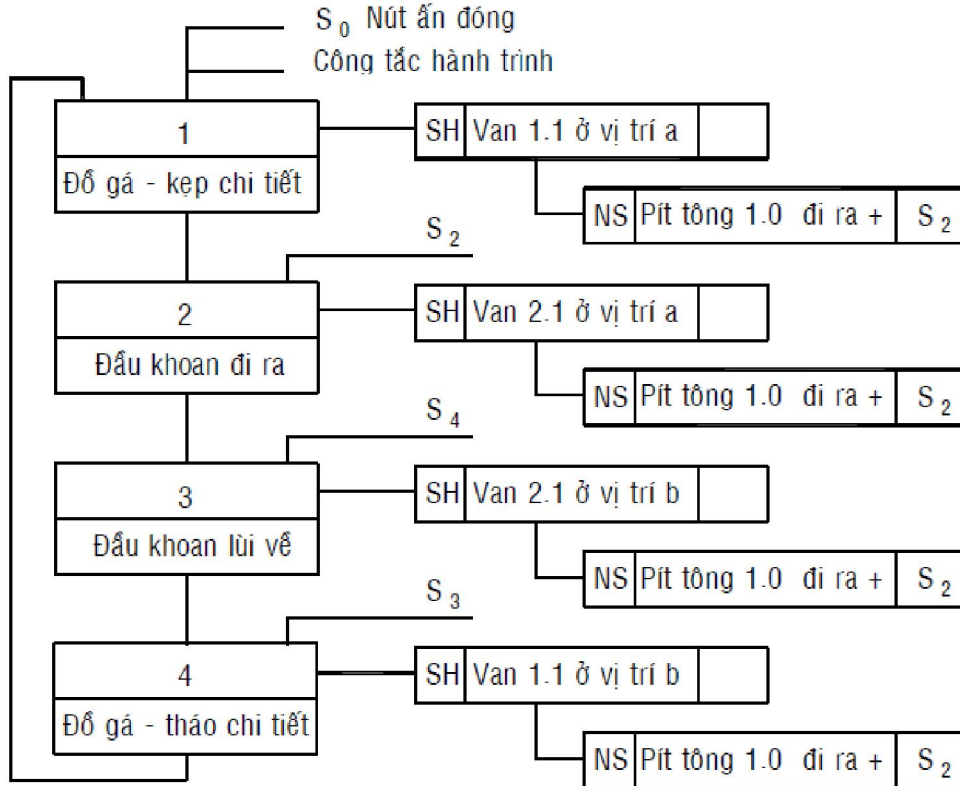 S0 Nút ấn đóng
Công tắc hành trình
1
Đồ gá - kẹp chi tiết
SH Van 1.1 ở vị trí a
NS Pít tông 1.0 đi ra + S2
S2
2
Đầu khoan đi ra
SH Van 2.1 ở vị trí a
NS Pít tông 1.0 đi ra + S2
S4
3
Đầu khoan lùi về
SH Van 2.1 ở vị trí b
NS Pít tông 1.0 đi ra + S2
S3
4
Đồ gá - tháo chi tiết
SH Van 1.1 ở vị trí b
NS Pít tông 1.0 đi ra + S2